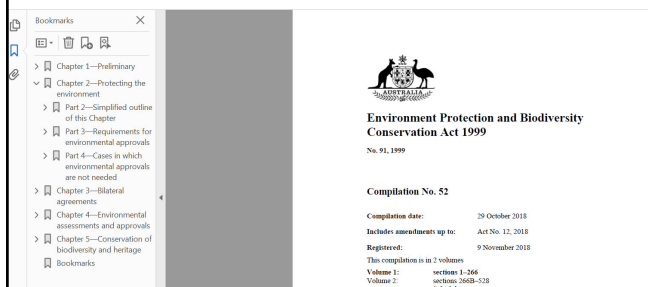 Bookmarks
Chapter 1—Preliminary
Chapter 2—Protecting the
environment
Part 2—Simplified outline
of this Chapter
Part 3—Requirements for
environmental approvals
Part 4—Cases in which
environmental approvals
are not needed
Chapter 3—Bilateral
agreements
Chapter 4—Environmental
assessments and approvals
Chapter 5—Conservation of
biodiversity and heritage
Bookmarks
AUSTRALIA
Environment Protection and Biodiversity
Conservation Act 1999
No. 91, 1999
Compilation No. 52
Compilation date: 29 October 2018
Includes amendments up to: Act No. 12, 2018
Registered: 9 November 2018
This compilation is in 2 volumes
Volume 1: sections 1–266
Volume 2: sections 266B–528